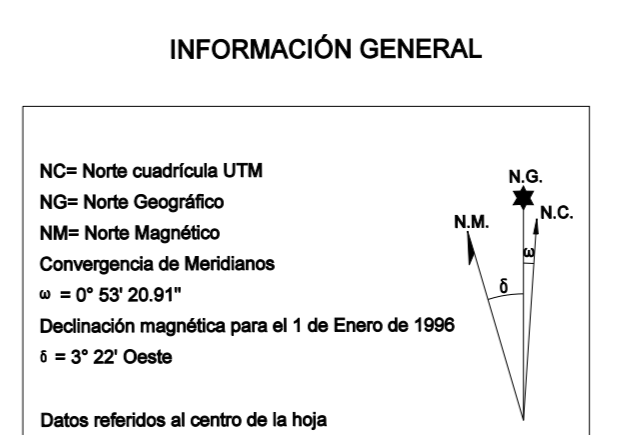 INFORMACIÓN GENERAL
NC= Norte cuadrícula UTM
NG= Norte Geográfico
NM= Norte Magnético
Convergencia de Meridianos
ω = 0° 53' 20.91"
Declinación magnética para el 1 de Enero de 1996
δ = 3° 22' Oeste
Datos referidos al centro de la hoja
N.G.
N.M.
N.C.
ω
δ